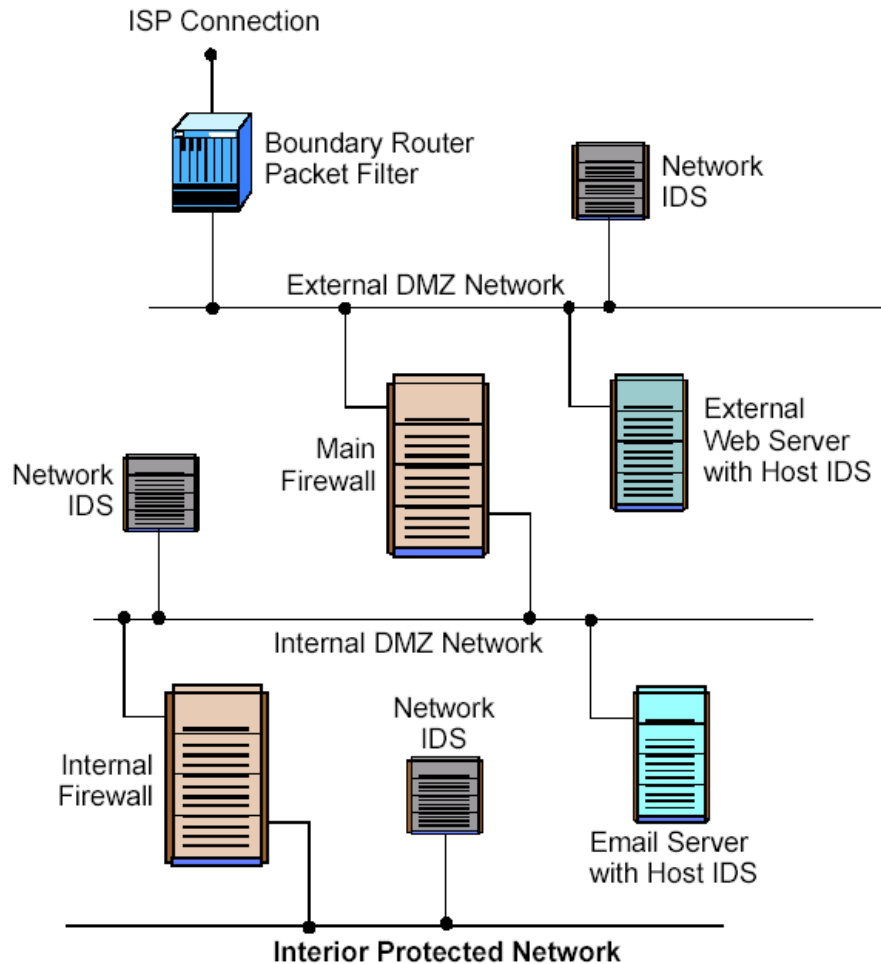 ISP Connection
Boundary Router
Packet Filter
Network
IDS
External DMZ Network
Main
Firewall
External
Web Server
with Host IDS
Network
IDS
Internal DMZ Network
Internal
Firewall
Network
IDS
Email Server
with Host IDS
Interior Protected Network